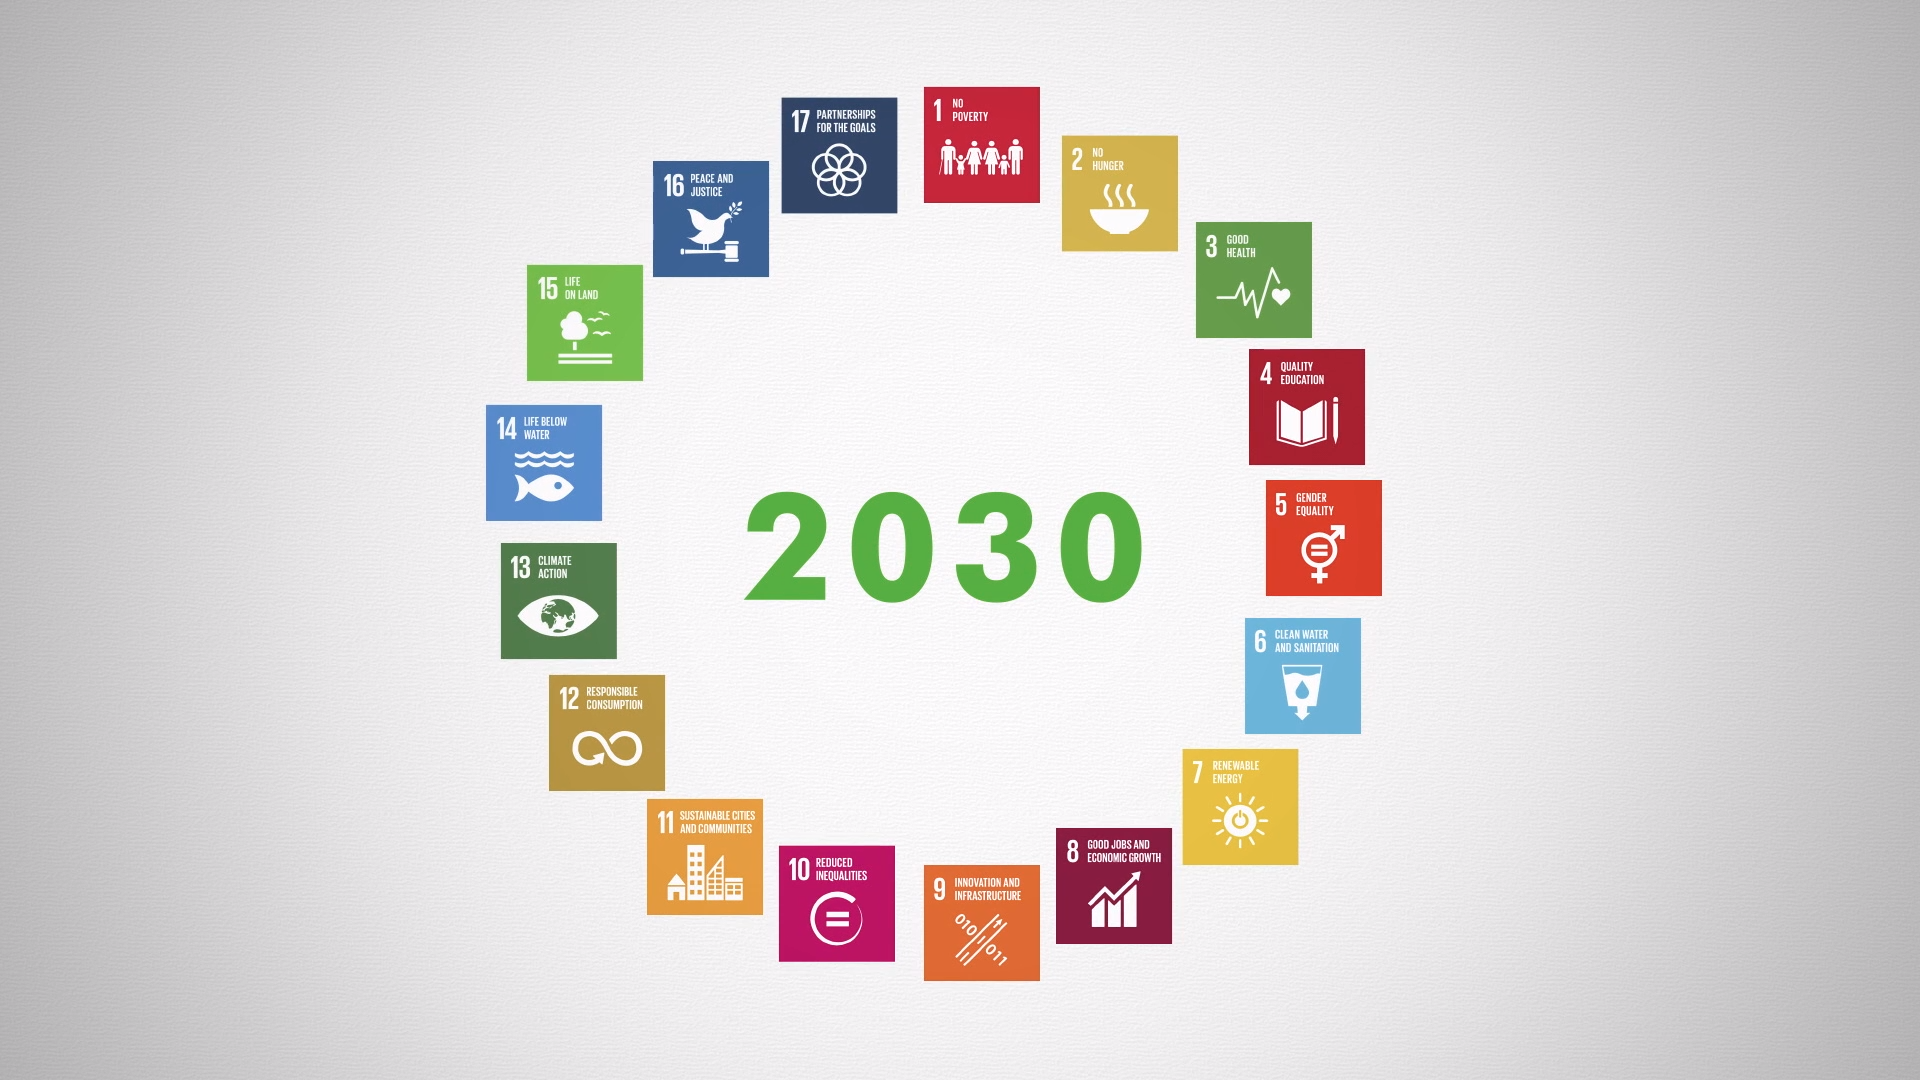 1 NO
POVERTY
2 NO
HUNGER
3 GOOD
HEALTH
4 QUALITY
EDUCATION
5 GENDER
EQUALITY
6 CLEAN WATER
AND SANITATION
7 RENEWABLE
ENERGY
8 GOOD JOBS AND
ECONOMIC GROWTH
9 INNOVATION AND
INFRASTRUCTURE
010
011
10 REDUCED
INEQUALITIES
11 SUSTAINABLE CITIES
AND COMMUNITIES
12 RESPONSIBLE
CONSUMPTION
13 CLIMATE
ACTION
14 LIFE BELOW
WATER
15 LIFE
ON LAND
16 PEACE AND
JUSTICE
17 PARTNERSHIPS
FOR THE GOALS
2030